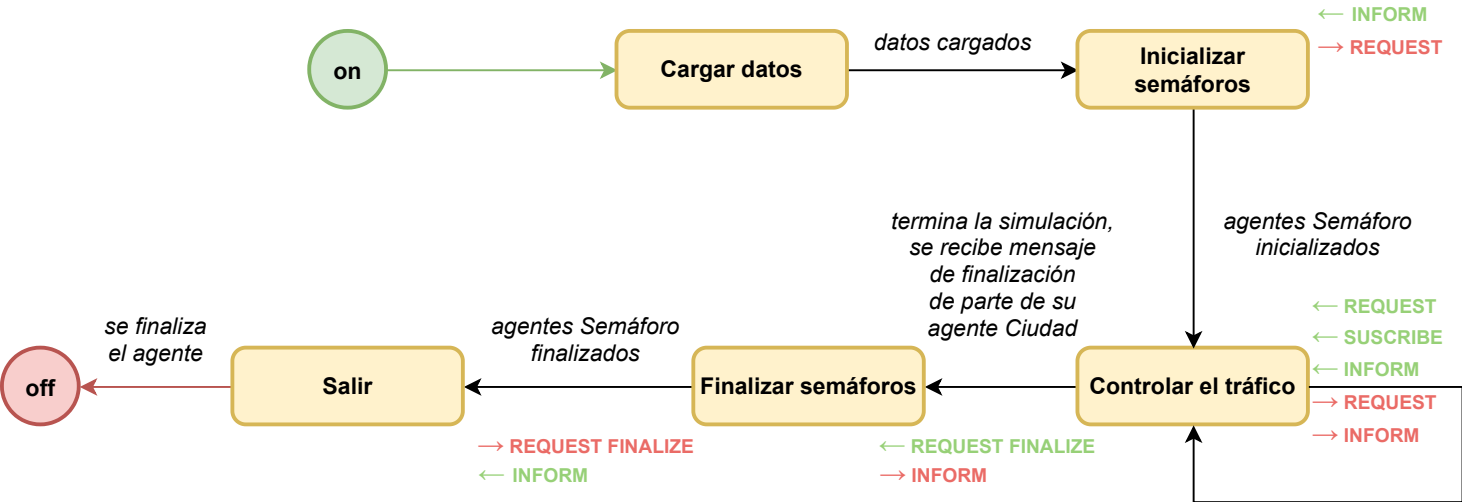 ← INFORM
→ REQUEST
on
Cargar datos
datos cargados
Inicializar
semáforos
termina la simulación,
se recibe mensaje
de finalización
de parte de su
agente Ciudad
agentes Semáforo
inicializados
← REQUEST
← SUSCRIBE
← INFORM
→ REQUEST
→ INFORM
se finaliza
el agente
agentes Semáforo
finalizados
off
Salir
Finalizar semáforos
Controlar el tráfico
→ REQUEST FINALIZE
← INFORM
← REQUEST FINALIZE
→ INFORM